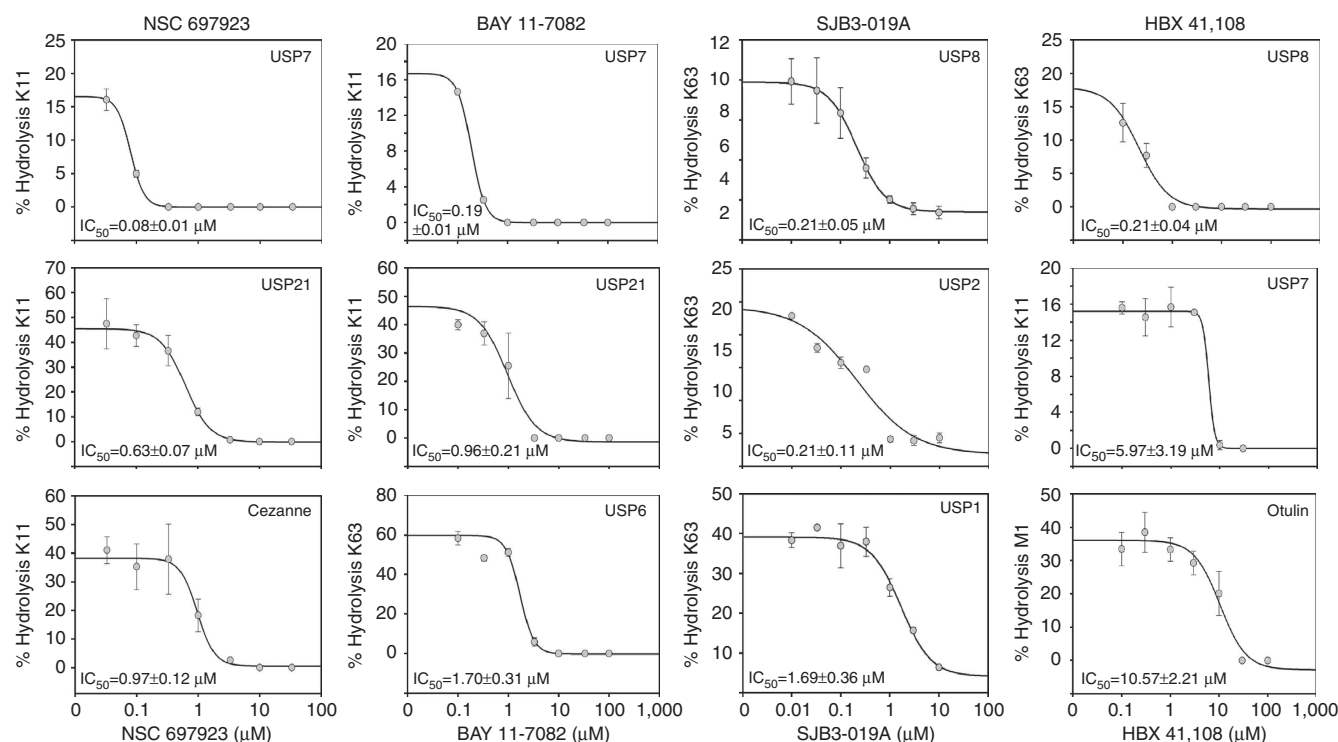 NSC 697923
BAY 11-7082
SJB3-019A
HBX 41,108
% Hydrolysis K11
25
20
15
10
5
0
USP7
IC50=0.08±0.01 µM
% Hydrolysis K11
20
16
12
8
4
0
USP7
IC50=0.19
±0.01 µM
% Hydrolysis K63
12
10
8
6
4
2
USP8
IC50=0.21±0.05 µM
% Hydrolysis K63
25
20
15
10
5
0
USP8
IC50=0.21±0.04 µM
% Hydrolysis K11
70
60
50
40
30
20
10
0
USP21
IC50=0.63±0.07 µM
% Hydrolysis K11
60
50
40
30
20
10
0
USP21
IC50=0.96±0.21 µM
% Hydrolysis K63
25
20
15
10
5
USP2
IC50=0.21±0.11 µM
% Hydrolysis K11
20
16
12
8
4
0
USP7
IC50=5.97±3.19 µM
% Hydrolysis K11
60
50
40
30
20
10
0
Cezanne
IC50=0.97±0.12 µM
0
0.1
1
10
100
NSC 697923 (µM)
% Hydrolysis K63
80
60
40
20
0
USP6
IC50=1.70±0.31 µM
0
0.1
1
10
100
1,000
BAY 11-7082 (µM)
% Hydrolysis K63
50
40
30
20
10
USP1
IC50=1.69±0.36 µM
0
0.01
0.1
1
10
100
SJB3-019A (µM)
% Hydrolysis M1
50
40
30
20
10
0
Otulin
IC50=10.57±2.21 µM
0
0.1
1
10
100
1,000
HBX 41,108 (µM)